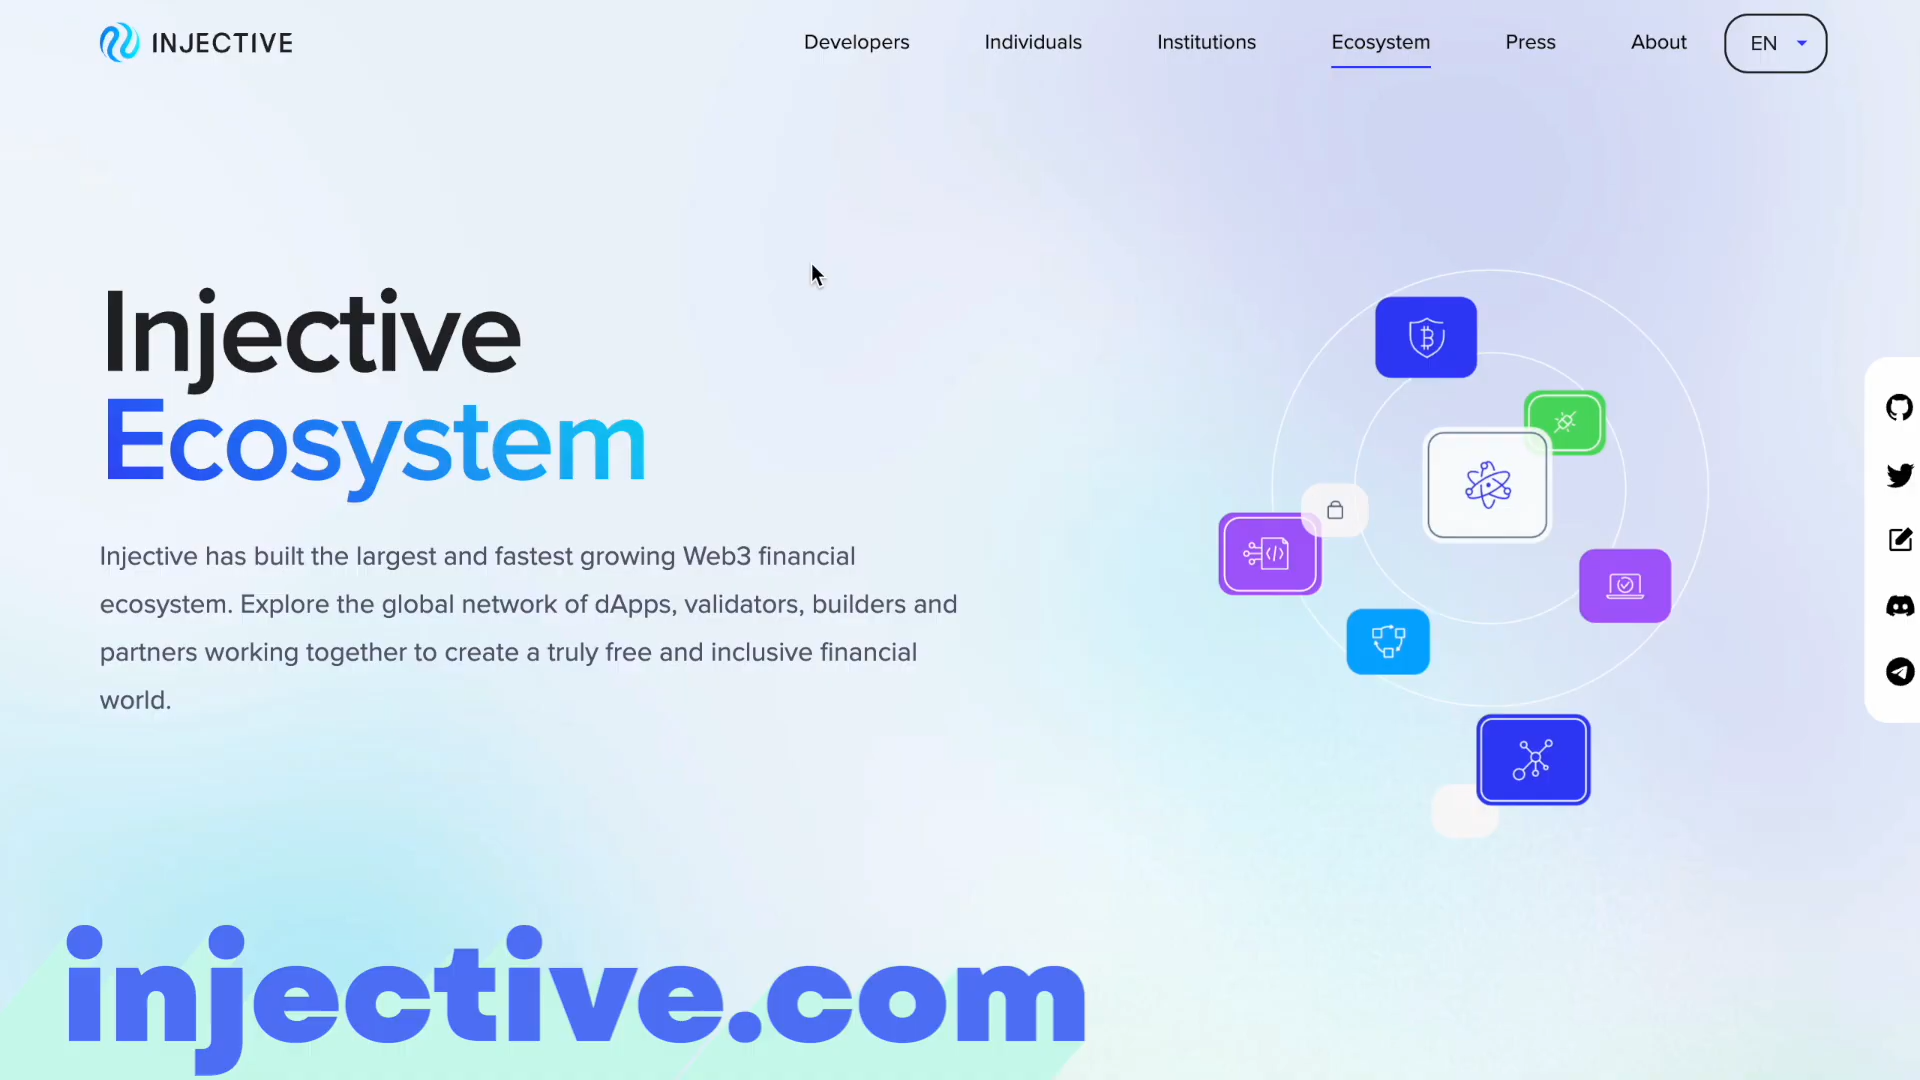 INJECTIVE
Developers
Individuals
Institutions
Ecosystem
Press
About
EN
Injective
Ecosystem
Injective has built the largest and fastest growing Web3 financial
ecosystem. Explore the global network of dApps, validators, builders and
partners working together to create a truly free and inclusive financial
world.
injective.com